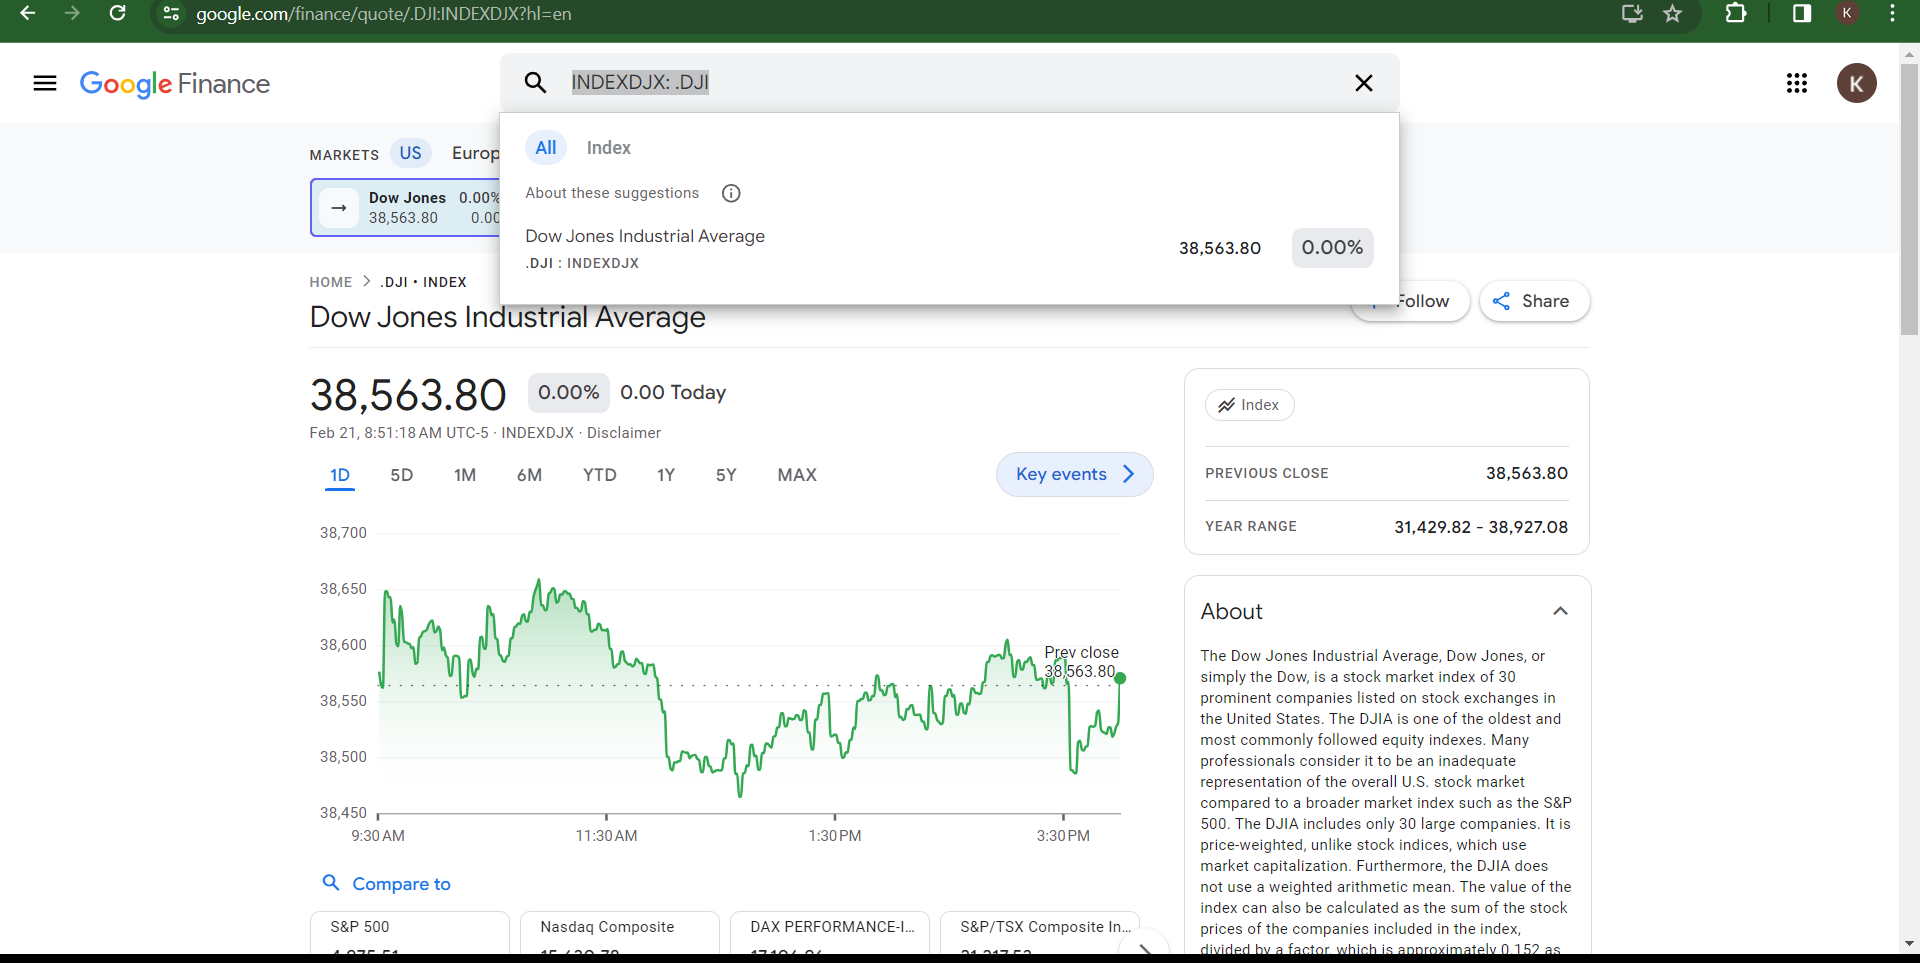 google.com/finance/quote/.DJI:INDEXDJX?hl=en
K
Google Finance
INDEXDJX: .DJI
K
MARKETS
US
Europ
All
Index
About these suggestions
Dow Jones
0.00%
38,563.80
0.00
Dow Jones Industrial Average
.DJI : INDEXDJX
38,563.80
0.00%
HOME > .DJI • INDEX
Follow
Share
Dow Jones Industrial Average
38,563.80
0.00%
0.00 Today
Feb 21, 8:51:18 AM UTC-5 · INDEXDJX · Disclaimer
1D
5D
1M
6M
YTD
1Y
5Y
MAX
Key events
38,700
38,650
38,600
38,550
38,500
38,450
Prev close
38,563.80
9:30 AM
11:30 AM
1:30 PM
3:30 PM
Compare to
S&P 500
Nasdaq Composite
DAX PERFORMANCE-I...
S&P/TSX Composite In...
Index
PREVIOUS CLOSE
38,563.80
YEAR RANGE
31,429.82 - 38,927.08
About
The Dow Jones Industrial Average, Dow Jones, or
simply the Dow, is a stock market index of 30
prominent companies listed on stock exchanges in
the United States. The DJIA is one of the oldest and
most commonly followed equity indexes. Many
professionals consider it to be an inadequate
representation of the overall U.S. stock market
compared to a broader market index such as the S&P
500. The DJIA includes only 30 large companies. It is
price-weighted, unlike stock indices, which use
market capitalization. Furthermore, the DJIA does
not use a weighted arithmetic mean. The value of the
index can also be calculated as the sum of the stock
prices of the companies included in the index,
divided by a factor, which is approximately 0.152 as